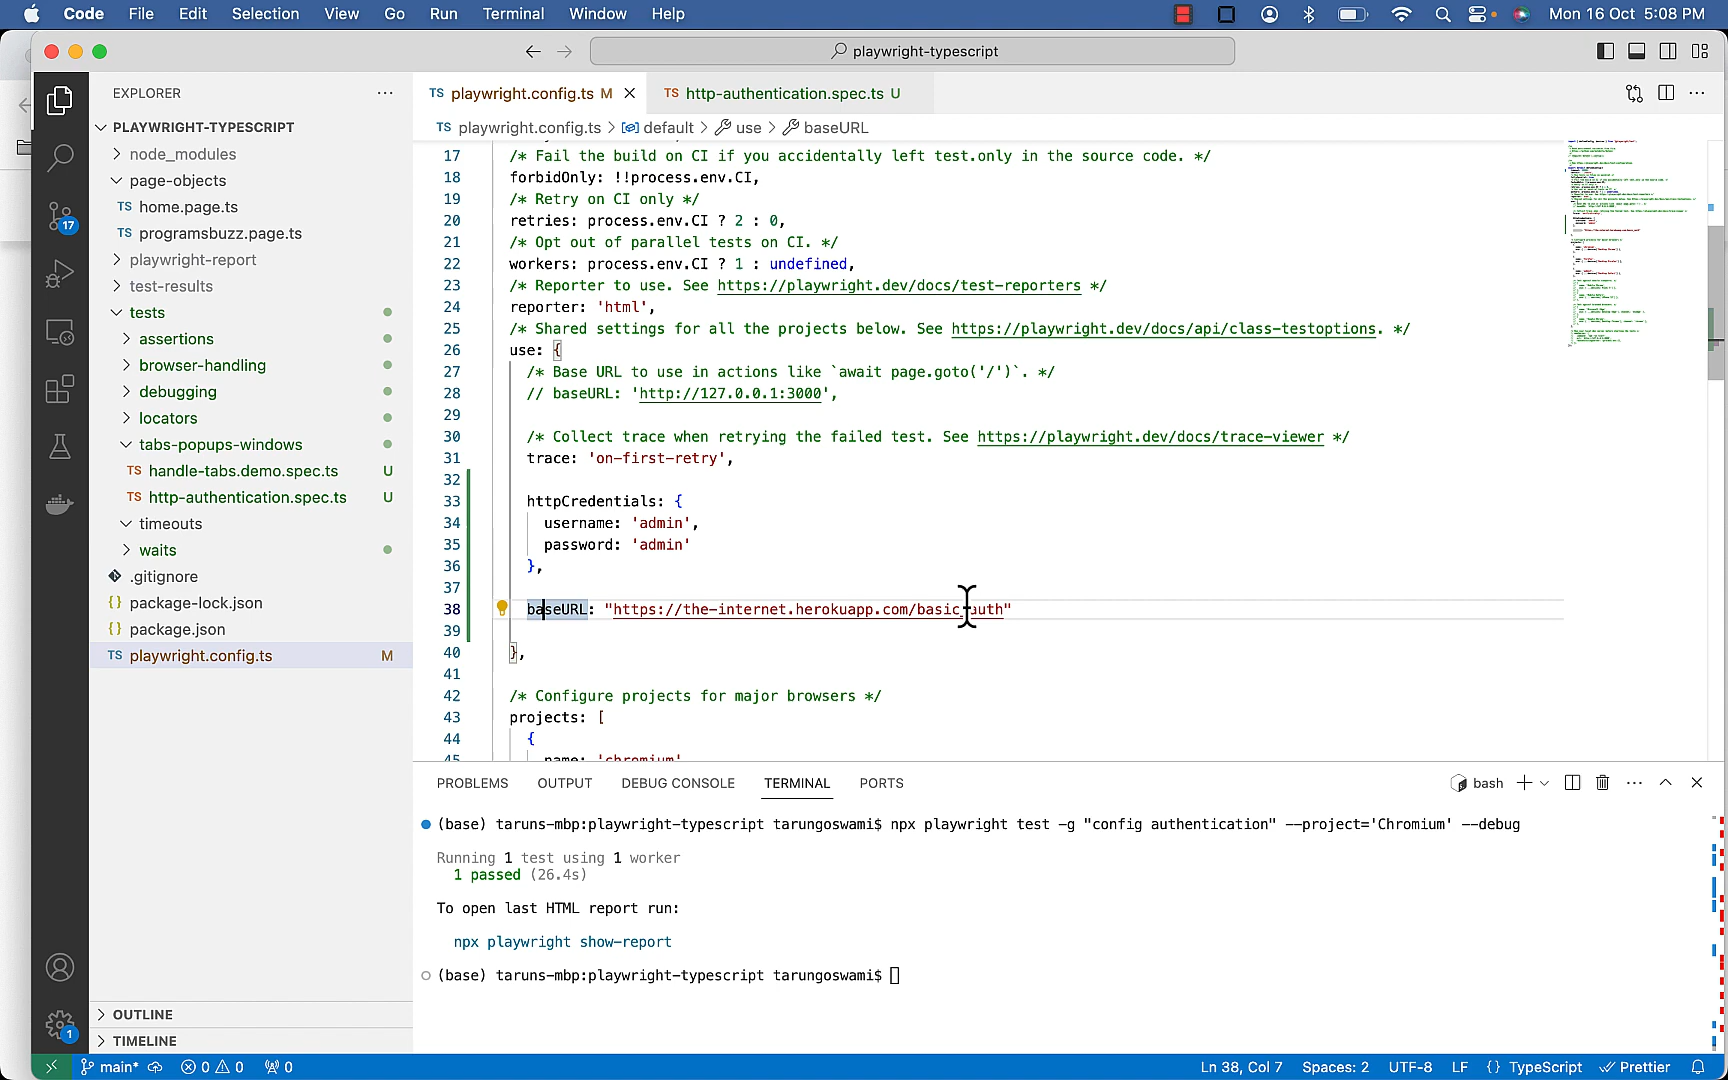 Code File Edit Selection View Go Run Terminal Window Help Mon 16 Oct 5:08 PM
playwright-typescript
EXPLORER
PLAYWRIGHT-TYPESCRIPT
node_modules
page-objects
TS home.page.ts
TS programsbuzz.page.ts
playwright-report
test-results
tests
assertions
browser-handling
debugging
locators
tabs-popups-windows
TS handle-tabs.demo.spec.ts U
TS http-authentication.spec.ts U
timeouts
waits
.gitignore
{} package-lock.json
{} package.json
TS playwright.config.ts M
OUTLINE
TIMELINE
17
1
TS playwright.config.ts M TS http-authentication.spec.ts U
TS playwright.config.ts > default > use > baseURL
17 /* Fail the build on CI if you accidentally left test.only in the source code. */
18 forbidOnly: !!process.env.CI,
19 /* Retry on CI only */
20 retries: process.env.CI ? 2 : 0,
21 /* Opt out of parallel tests on CI. */
22 workers: process.env.CI ? 1 : undefined,
23 /* Reporter to use. See https://playwright.dev/docs/test-reporters */
24 reporter: 'html',
25 /* Shared settings for all the projects below. See https://playwright.dev/docs/api/class-testoptions. */
26 use: {
27 /* Base URL to use in actions like `await page.goto('/')`. */
28 // baseURL: 'http://127.0.0.1:3000',
29
30 /* Collect trace when retrying the failed test. See https://playwright.dev/docs/trace-viewer */
31 trace: 'on-first-retry',
32
33 httpCredentials: {
34 username: 'admin',
35 password: 'admin'
36 },
37
38 baseURL: "https://the-internet.herokuapp.com/basic_auth"
39
40 },
41
42 /* Configure projects for major browsers */
43 projects: [
44 {
45 name: 'chromium'
PROBLEMS OUTPUT DEBUG CONSOLE TERMINAL PORTS bash
(base) taruns-mbp:playwright-typescript tarungoswami$ npx playwright test -g "config authentication" --project='Chromium' --debug
Running 1 test using 1 worker
1 passed (26.4s)
To open last HTML report run:
npx playwright show-report
(base) taruns-mbp:playwright-typescript tarungoswami$
main* 0 0 0 Ln 38, Col 7 Spaces: 2 UTF-8 LF {} TypeScript Prettier